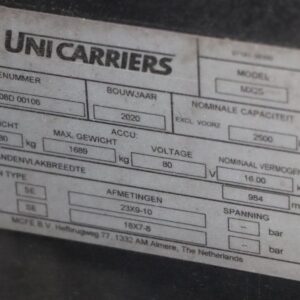 UNICARRIERS
MODEL
ENUMMER
BOUWJAAR
MX25
08D 00106
2020
NOMINALE CAPACITEIT
EXCL. VOORZ
2500
ACCU:
MAX. GEWICHT
VOLTAGE
NOMINAAL VERMOGE
1689
kg
80
V
16.00
kg
NDENVLAKBREEDTE
984
N TYPE
AFMETINGEN
SPANNING
SE
23X9-10
--
bar
SE
18X7-8
--
bar
MCFE B.V. Hefbrugweg 77, 1332 AM Almere, The Netherlands